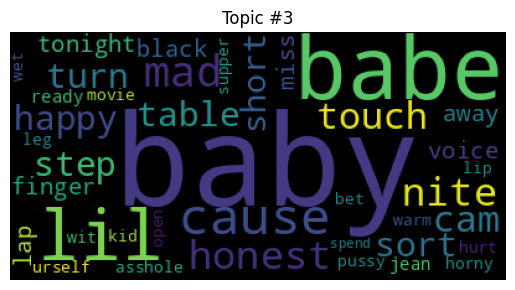 Topic #3
tonight black supper short miss babe
wet turn mad
ready movie
happy table touch away
leg
step baby voice
finger lip
bet nite
lil cause cam
lap wit kid open warm
honest sort spend hurt
urself asshole pussy jean horny